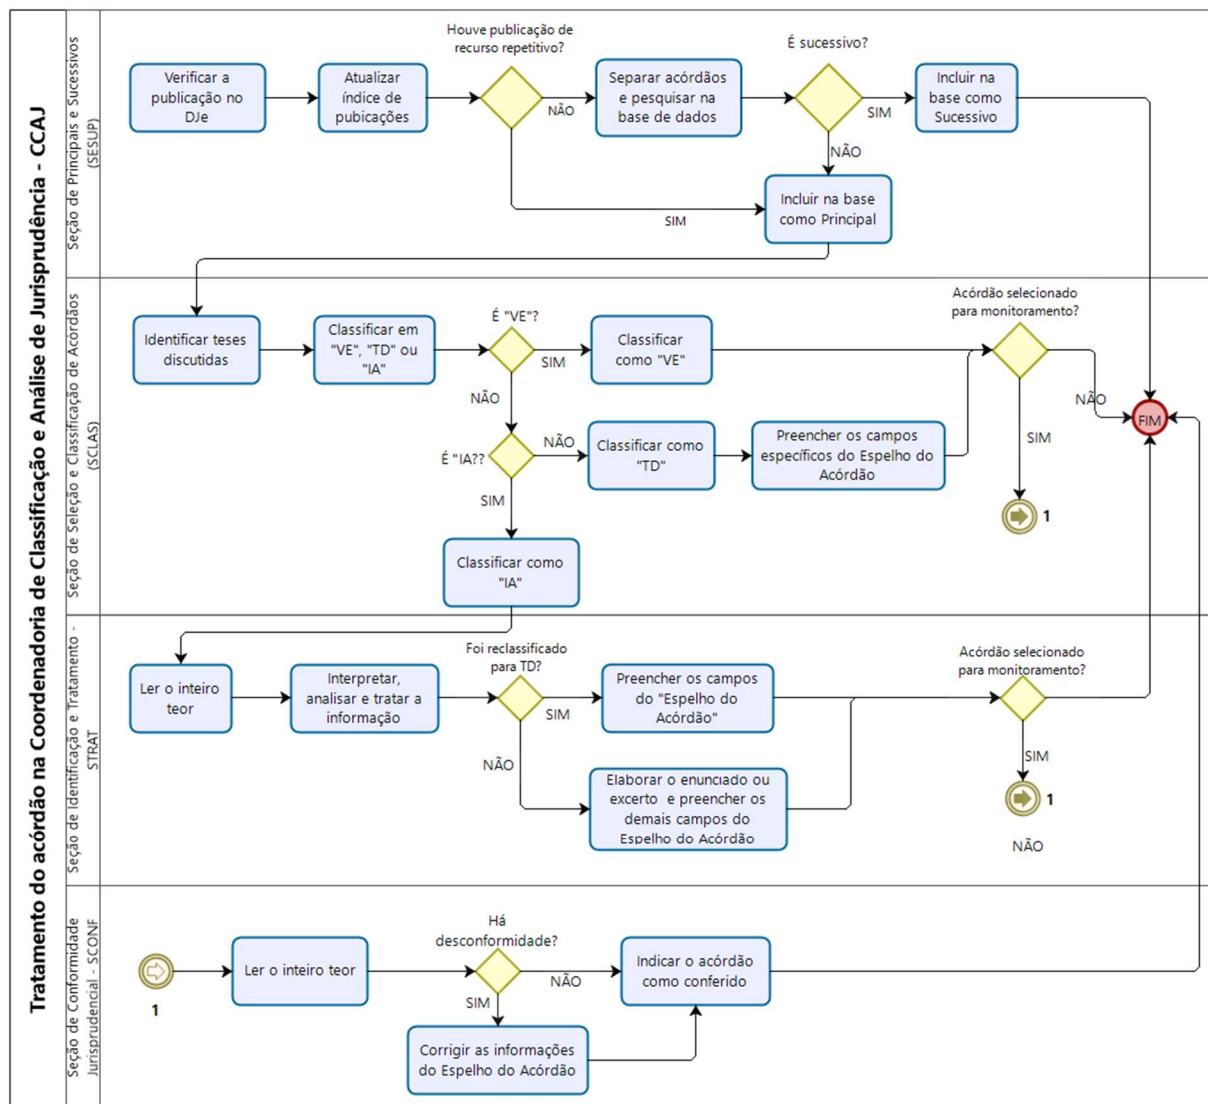 Tratamento do acórdão na Coordenadoria de Classificação e Análise de Jurisprudência - CCAJ
Seção de Principais e Sucessivos
(SESUP)
Verificar a
publicação no
DJe
Atualizar
índice de
pubicações
Houve publicação de
recurso repetitivo?
NÃO
SIM
Separar acórdãos
e pesquisar na
base de dados
É sucessivo?
SIM
NÃO
Incluir na
base como
Sucessivo
Incluir na base
como Principal
Seção de Seleção e Classificação de Acórdãos
(SCLAS)
Identificar teses
discutidas
Classificar em
"VE", "TD" ou
"IA"
É "VE"?
SIM
NÃO
Classificar
como "VE"
É "IA??
NÃO
SIM
Classificar como
"TD"
Preencher os campos
específicos do Espelho do
Acórdão
Classificar como
"IA"
Acórdão selecionado
para monitoramento?
NÃO
SIM
1
FIM
Seção de Identificação e Tratamento -
STRAT
Ler o inteiro
teor
Interpretar,
analisar e tratar a
informação
Foi reclassificado
para TD?
SIM
NÃO
Preencher os campos
do "Espelho do
Acórdão"
Elaborar o enunciado ou
excerto e preencher os
demais campos do
Espelho do Acórdão
Acórdão selecionado
para monitoramento?
SIM
1
NÃO
Seção de Conformidade
Jurisprudencial - SCONF
1
Ler o inteiro teor
Há
desconformidade?
NÃO
SIM
Indicar o acórdão
como conferido
Corrigir as informações
do Espelho do Acórdão